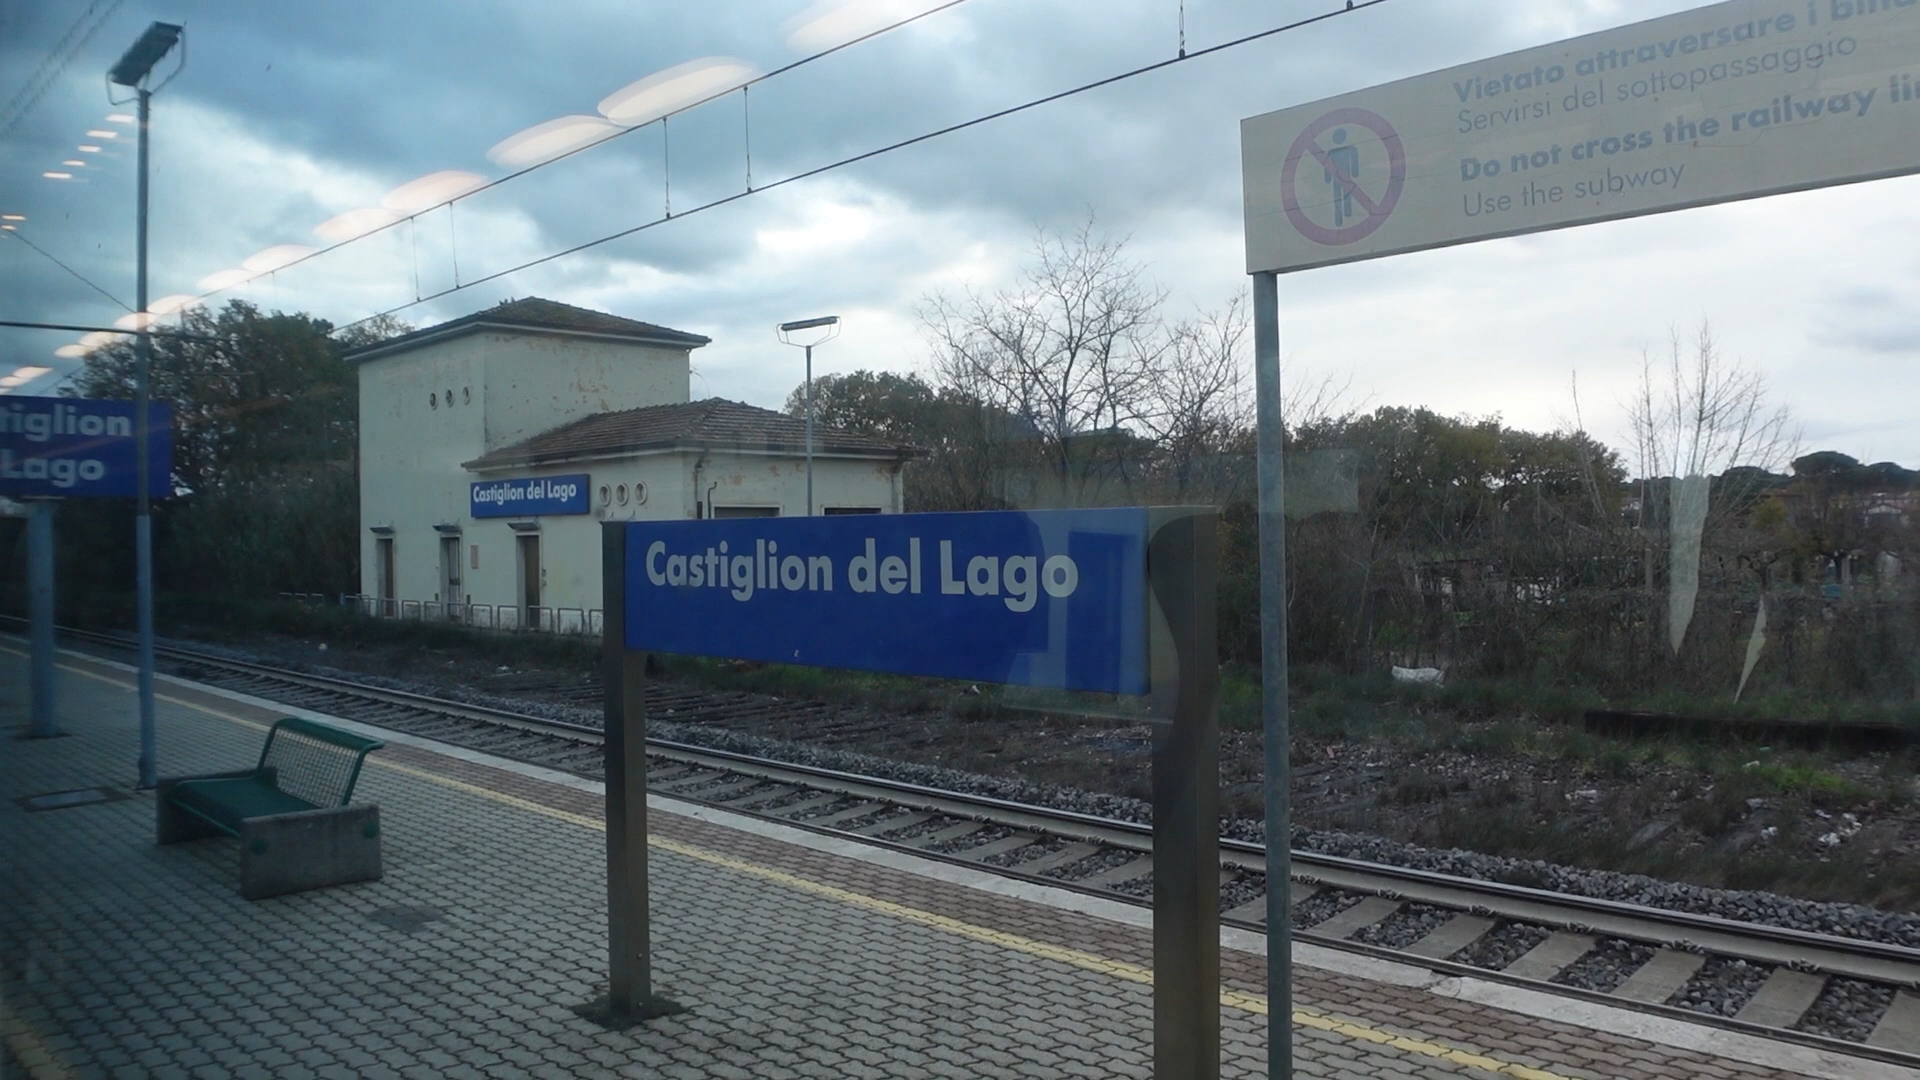 Vietato attraversare i
Servirsi del sottopassaggio
Do not cross the railway
Use the subway
tiglion
Lago
Castiglion del Lago
Castiglion del Lago